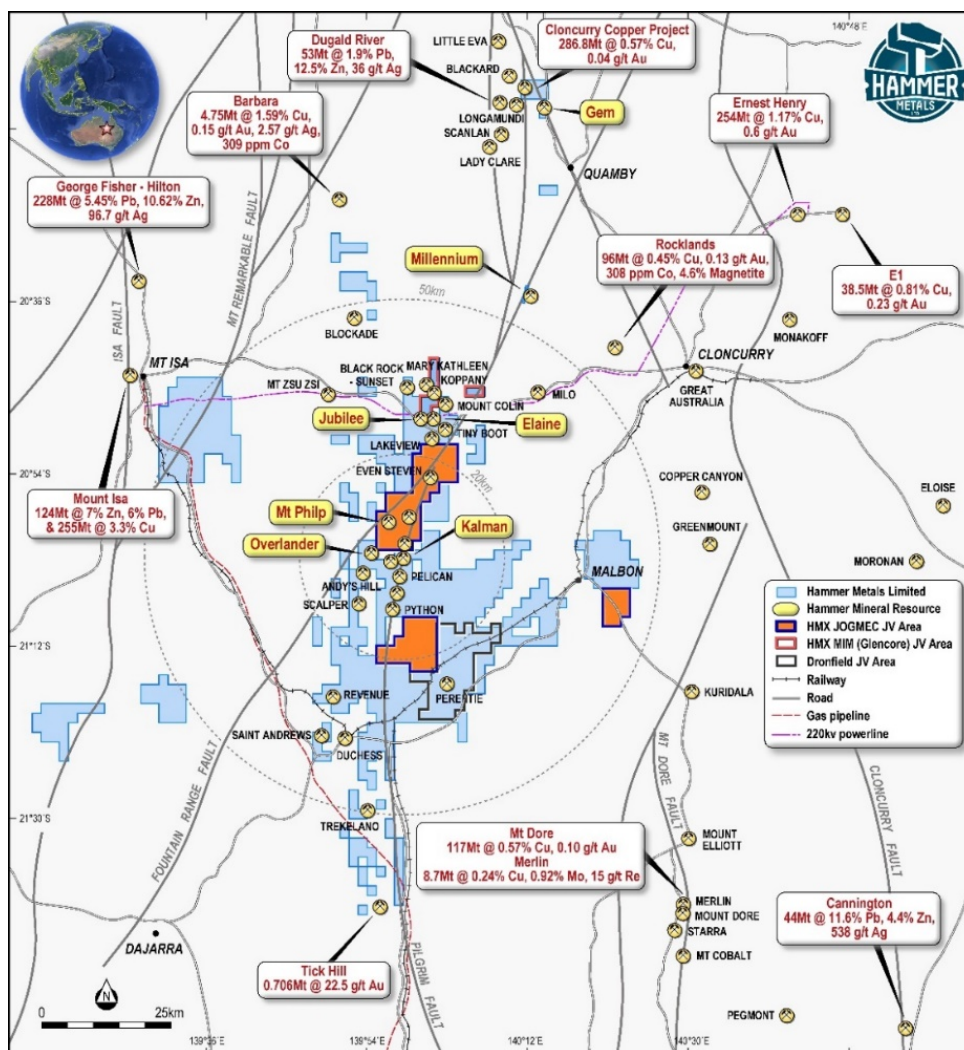 140°48'E
HAMMER
METALS
LTD
LITTLE EVA
Cloncurry Copper Project
286.8Mt @ 0.57% Cu,
0.04 g/t Au
Dugald River
53Mt @ 1.9% Pb,
12.5% Zn, 36 g/t Ag
BLACKARD
Gem
LONGAMUNDI
SCANLAN
LADY CLARE
Barbara
4.75Mt @ 1.59% Cu,
0.15 g/t Au, 2.57 g/t Ag,
309 ppm Co
Ernest Henry
254Mt @ 1.17% Cu,
0.6 g/t Au
QUAMBY
George Fisher - Hilton
228Mt @ 5.45% Pb, 10.62% Zn,
96.7 g/t Ag
MT REMARKABLE FAULT
Millennium
Rocklands
96Mt @ 0.45% Cu, 0.13 g/t Au,
308 ppm Co, 4.6% Magnetite
E1
38.5Mt @ 0.81% Cu,
0.23 g/t Au
20°36'S
50km
ISA FAULT
BLOCKADE
MONAKOFF
MT ISA
CLONCURRY
BLACK ROCK
SUNSET
MARY KATHLEEN
KOPPANY
MT ZSU ZSI
MOUNT COLIN
MILO
GREAT
AUSTRALIA
Jubilee
Elaine
TINY BOOT
LAKEVIEW
20°54'S
EVEN STEVEN
20km
COPPER CANYON
ELOISE
Mount Isa
124Mt @ 7% Zn, 6% Pb,
& 255Mt @ 3.3% Cu
Mt Philp
GREENMOUNT
Overlander
Kalman
MORONAN
ANDY'S HILL
PELICAN
MALBON
SCALPER
PYTHON
Hammer Metals Limited
Hammer Mineral Resource
HMX JOGMEC JV Area
HMX MIM (Glencore) JV Area
Dronfield JV Area
Railway
Road
Gas pipeline
220kv powerline
21°12'S
REVENUE
PERENTIE
KURIDALA
SAINT ANDREWS
DUCHESS
FOUNTAIN RANGE FAULT
MT DORE FAULT
CLONCURRY FAULT
21°30'S
TREKELANO
MOUNT
ELLIOTT
Mt Dore
117Mt @ 0.57% Cu, 0.10 g/t Au
Merlin
8.7Mt @ 0.24% Cu, 0.92% Mo, 15 g/t Re
MERLIN
MOUNT DORE
STARRA
MT COBALT
Cannington
44Mt @ 11.6% Pb, 4.4% Zn,
538 g/t Ag
DAJARRA
Tick Hill
0.706Mt @ 22.5 g/t Au
PILGRIM FAULT
PEGMONT
0
25km
139°36'E
139°54'E
140°12'E
140°30'E